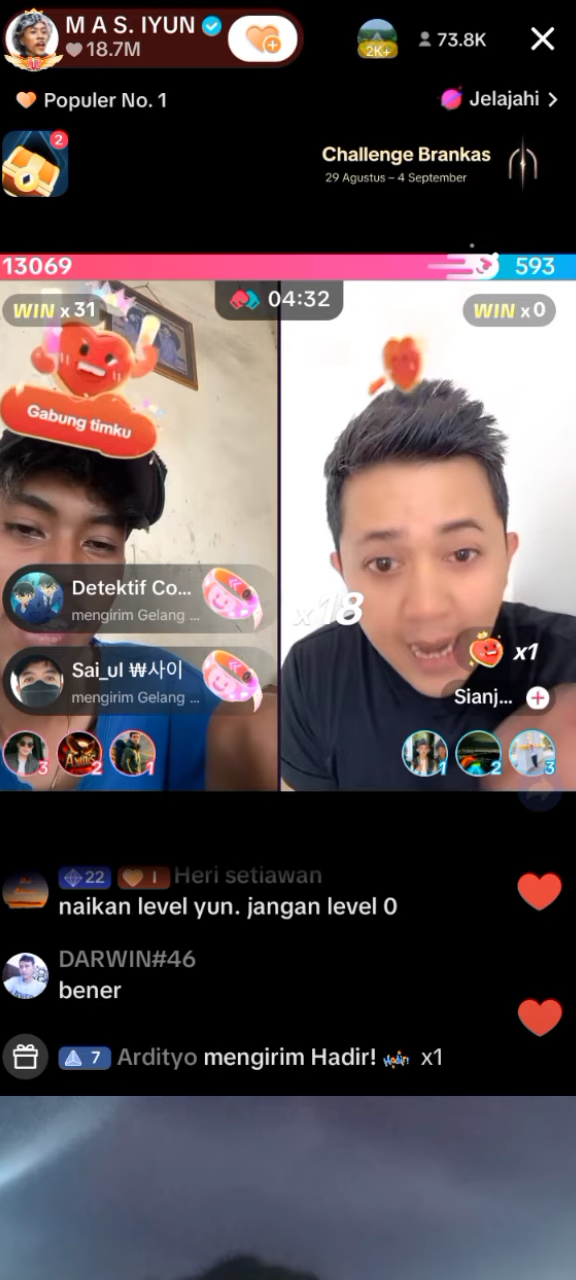 M A S. IYUN
18.7M
2K+
73.8K
Populer No. 1
Jelajahi
2
Challenge Brankas
29 Agustus – 4 September
13069
593
WIN x 31
04:32
WIN x 0
Gabung timku
Detektif Co...
mengirim Gelang ...
x18
x1
Sai_ul ₩사이
mengirim Gelang ...
Sianj...
3
2
1
1
2
3
22
1
Heri setiawan
naikan level yun. jangan level 0
DARWIN#46
bener
7 Ardityo mengirim Hadir! Hadir! x1